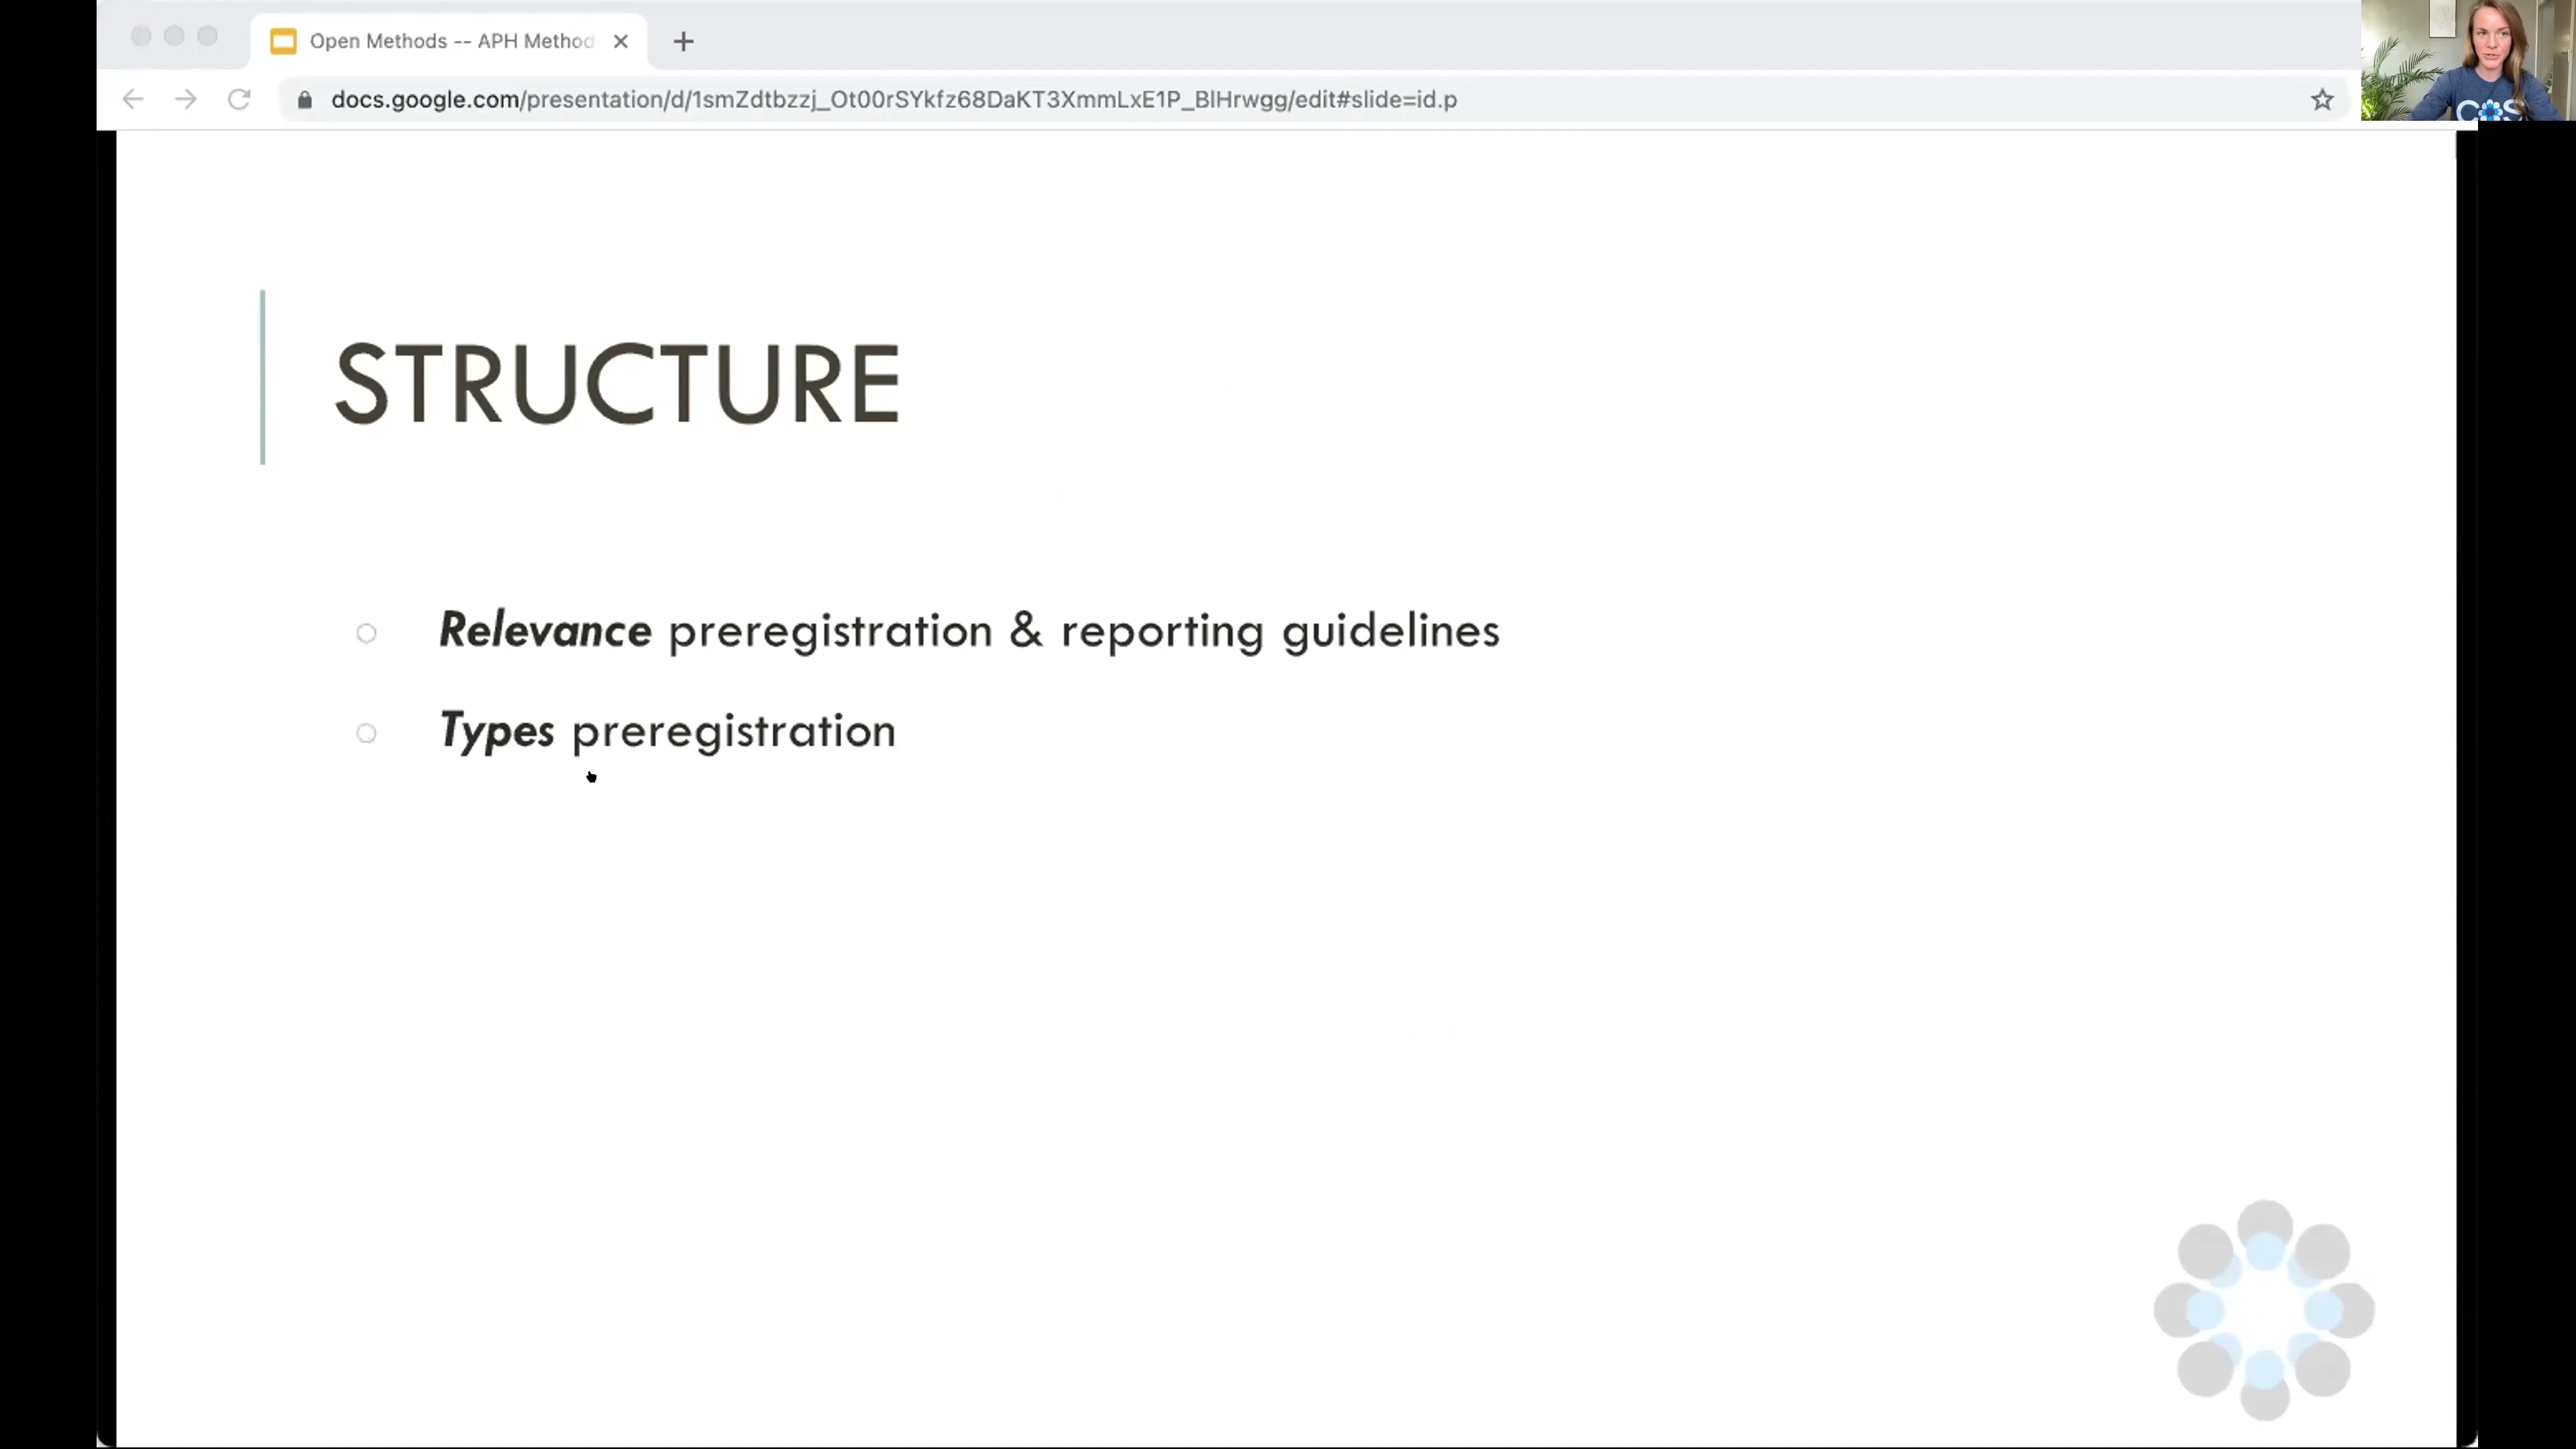 Open Methods -- APH Method
docs.google.com/presentation/d/1smZdtbzzj_Ot00rSYkfz68DaKT3XmmLxE1P_BlHrwgg/edit#slide=id.p
COS
STRUCTURE
Relevance preregistration & reporting guidelines
Types preregistration